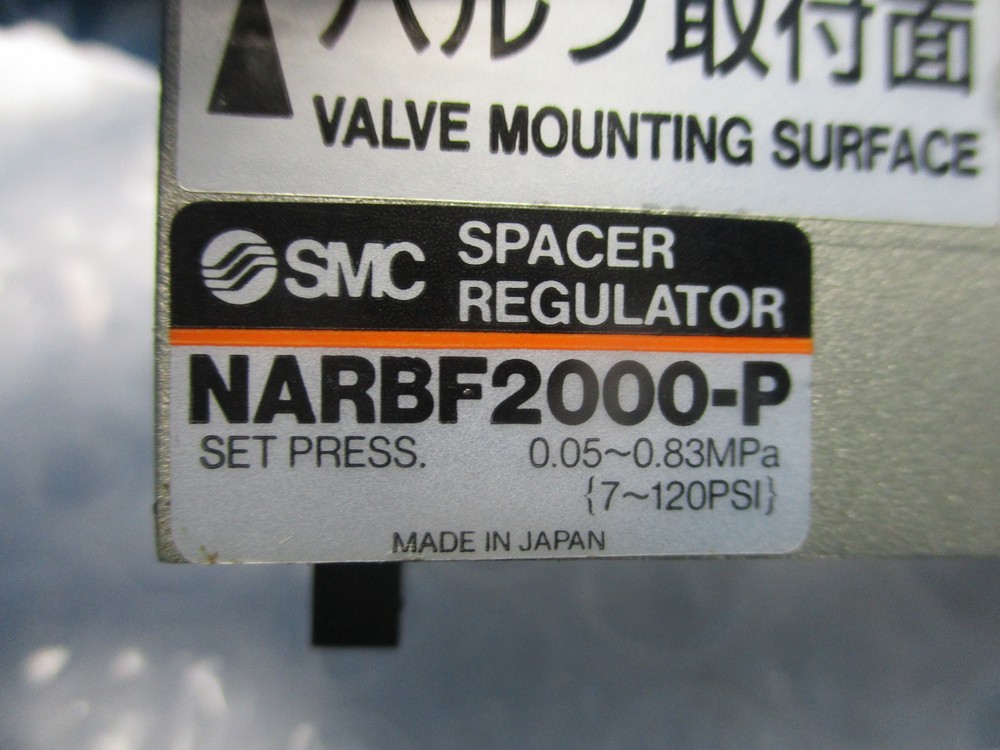 バルブ取付面
VALVE MOUNTING SURFACE
SMC
SPACER
REGULATOR
NARBF2000-P
SET PRESS. 0.05~0.83MPa
{7~120PSI}
MADE IN JAPAN